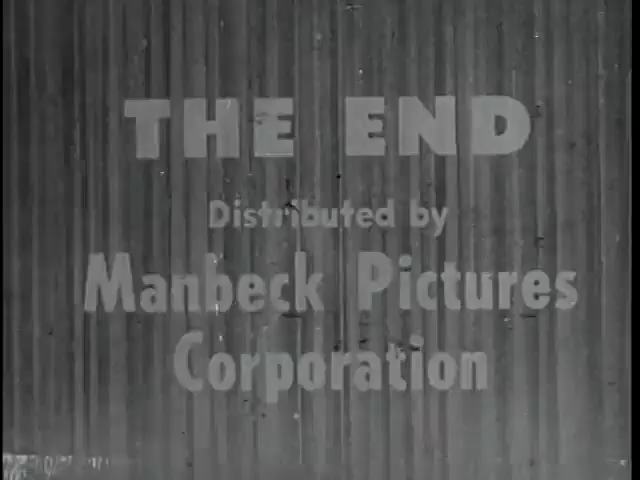 THE END
Distributed by
Manbeck Pictures
Corporation